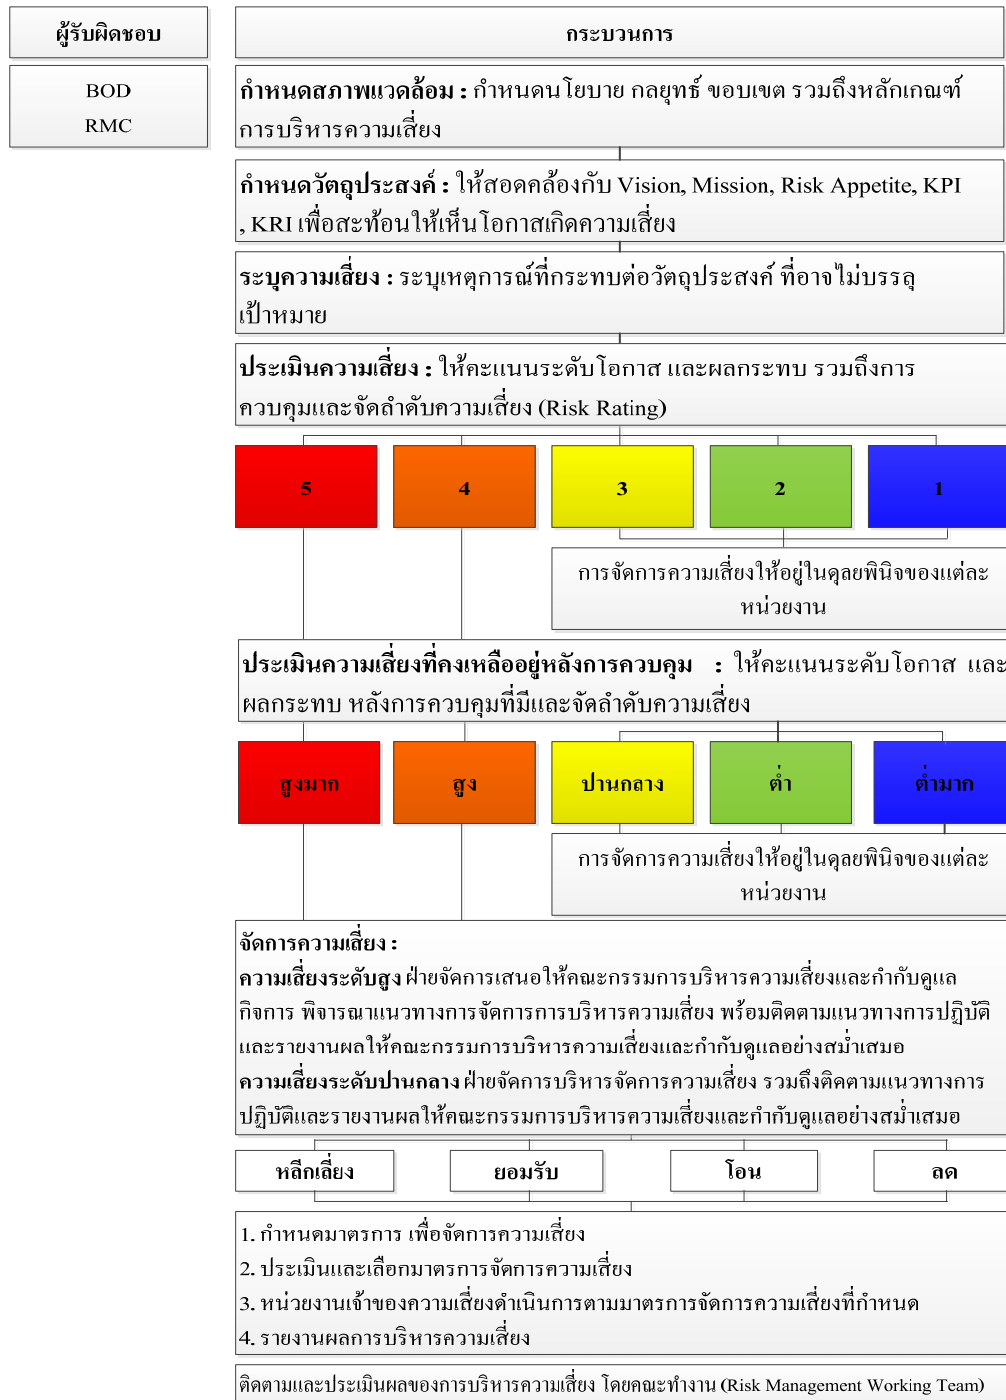 ผู้รับผิดชอบ
กระบวนการ
BOD
RMC
กำหนดสภาพแวดล้อม : กำหนดนโยบาย กลยุทธ์ ขอบเขต รวมถึงหลักเกณฑ์
การบริหารความเสี่ยง
กำหนดวัตถุประสงค์ : ให้สอดคล้องกับ Vision, Mission, Risk Appetite, KPI
, KRI เพื่อสะท้อนให้เห็นโอกาสเกิดความเสี่ยง
ระบุความเสี่ยง : ระบุเหตุการณ์ที่กระทบต่อวัตถุประสงค์ ที่อาจไม่บรรลุ
เป้าหมาย
ประเมินความเสี่ยง : ให้คะแนนระดับโอกาส และผลกระทบ รวมถึงการ
ควบคุมและจัดลำดับความเสี่ยง (Risk Rating)
5 4 3 2 1
การจัดการความเสี่ยงให้อยู่ในดุลยพินิจของแต่ละ
หน่วยงาน
ประเมินความเสี่ยงที่คงเหลืออยู่หลังการควบคุม : ให้คะแนนระดับโอกาส และ
ผลกระทบ หลังการควบคุมที่มีและจัดลำดับความเสี่ยง
สูงมาก สูง ปานกลาง ต่ำ ต่ำมาก
การจัดการความเสี่ยงให้อยู่ในดุลยพินิจของแต่ละ
หน่วยงาน
จัดการความเสี่ยง :
ความเสี่ยงระดับสูง ฝ่ายจัดการเสนอให้คณะกรรมการบริหารความเสี่ยงและกำกับดูแล
กิจการ พิจารณาแนวทางการจัดการการบริหารความเสี่ยง พร้อมติดตามแนวทางการปฏิบัติ
และรายงานผลให้คณะกรรมการบริหารความเสี่ยงและกำกับดูแลอย่างสม่ำเสมอ
ความเสี่ยงระดับปานกลาง ฝ่ายจัดการบริหารจัดการความเสี่ยง รวมถึงติดตามแนวทางการ
ปฏิบัติและรายงานผลให้คณะกรรมการบริหารความเสี่ยงและกำกับดูแลอย่างสม่ำเสมอ
หลีกเลี่ยง ยอมรับ โอน ลด
1. กำหนดมาตรการ เพื่อจัดการความเสี่ยง
2. ประเมินและเลือกมาตรการจัดการความเสี่ยง
3. หน่วยงานเจ้าของความเสี่ยงดำเนินการตามมาตรการจัดการความเสี่ยงที่กำหนด
4. รายงานผลการบริหารความเสี่ยง
ติดตามและประเมินผลของการบริหารความเสี่ยง โดยคณะทำงาน (Risk Management Working Team)